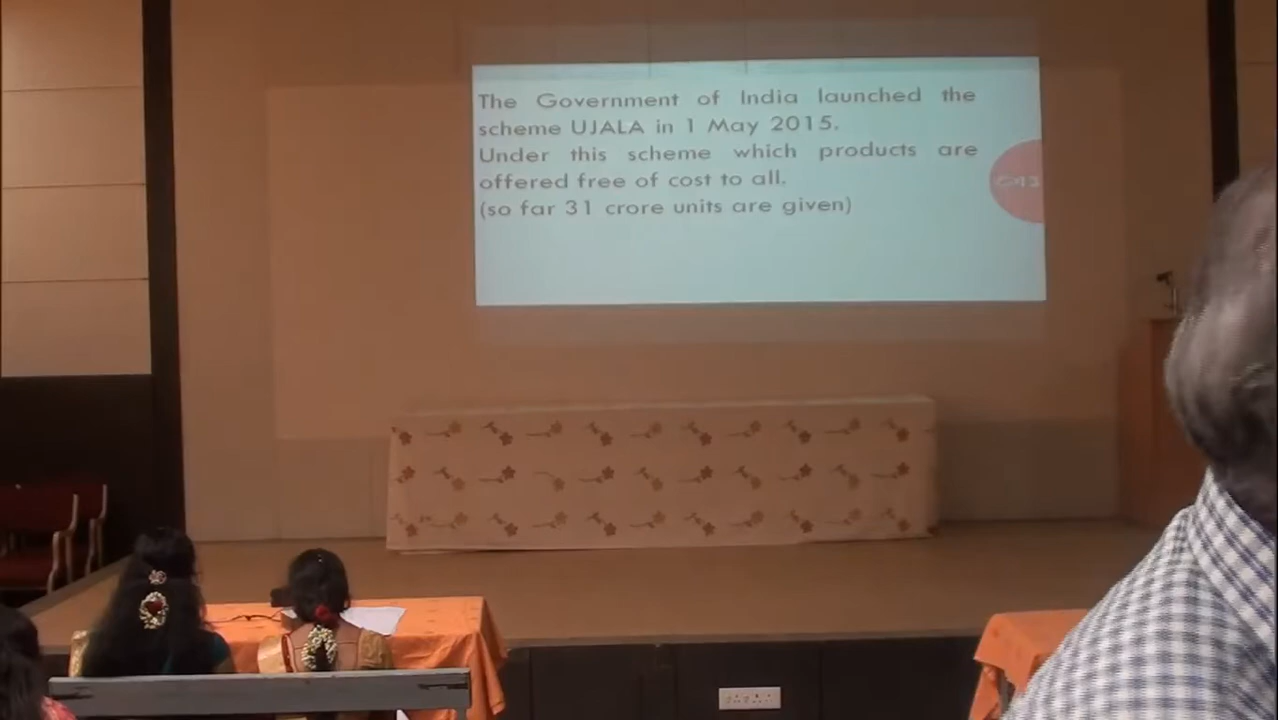 The Government of India launched the
scheme UJALA in 1 May 2015.
Under this scheme which products are
offered free of cost to all.
(so far 31 crore units are given)